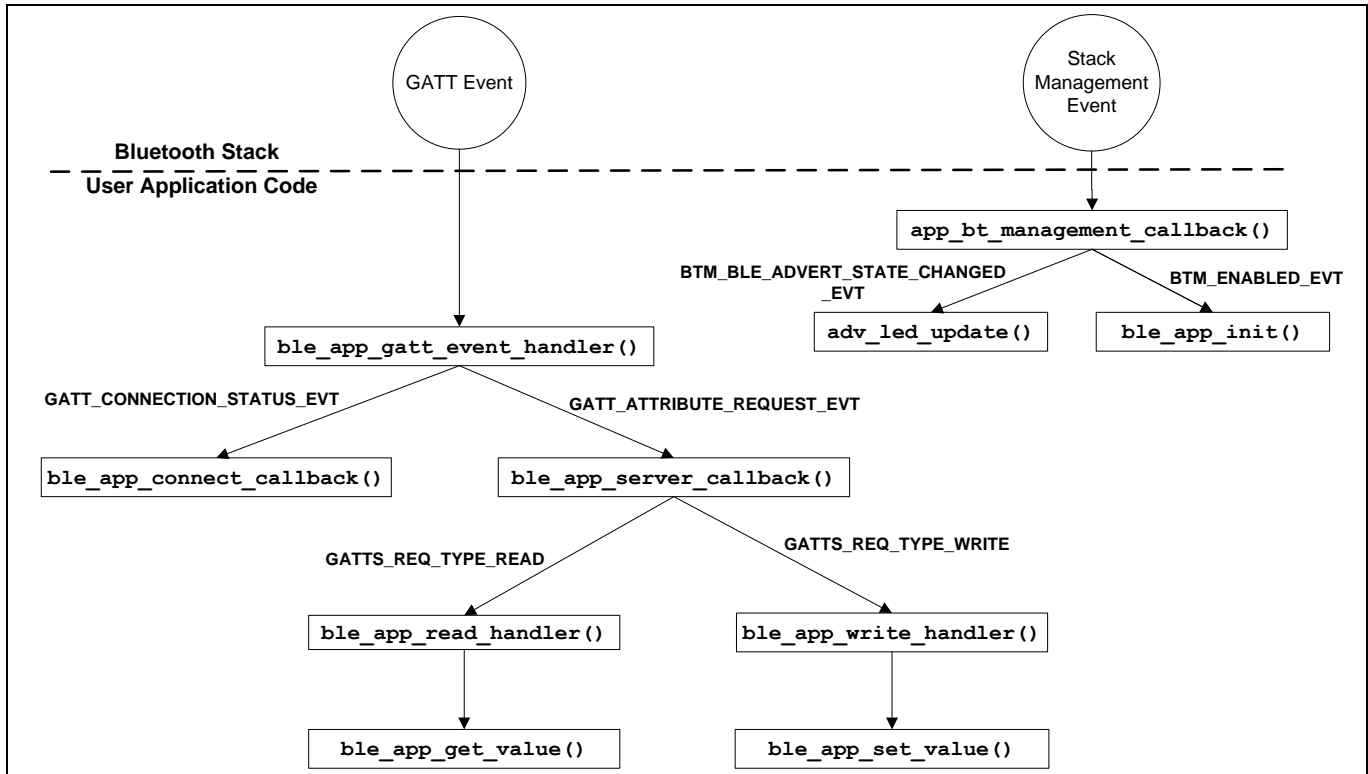 GATT Event
Stack
Management
Event
Bluetooth Stack
User Application Code
app_bt_management_callback()
BTM_BLE_ADVERT_STATE_CHANGED
_EVT
BTM_ENABLED_EVT
adv_led_update()
ble_app_init()
ble_app_gatt_event_handler()
GATT_CONNECTION_STATUS_EVT
GATT_ATTRIBUTE_REQUEST_EVT
ble_app_connect_callback()
ble_app_server_callback()
GATTS_REQ_TYPE_READ
GATTS_REQ_TYPE_WRITE
ble_app_read_handler()
ble_app_write_handler()
ble_app_get_value()
ble_app_set_value()